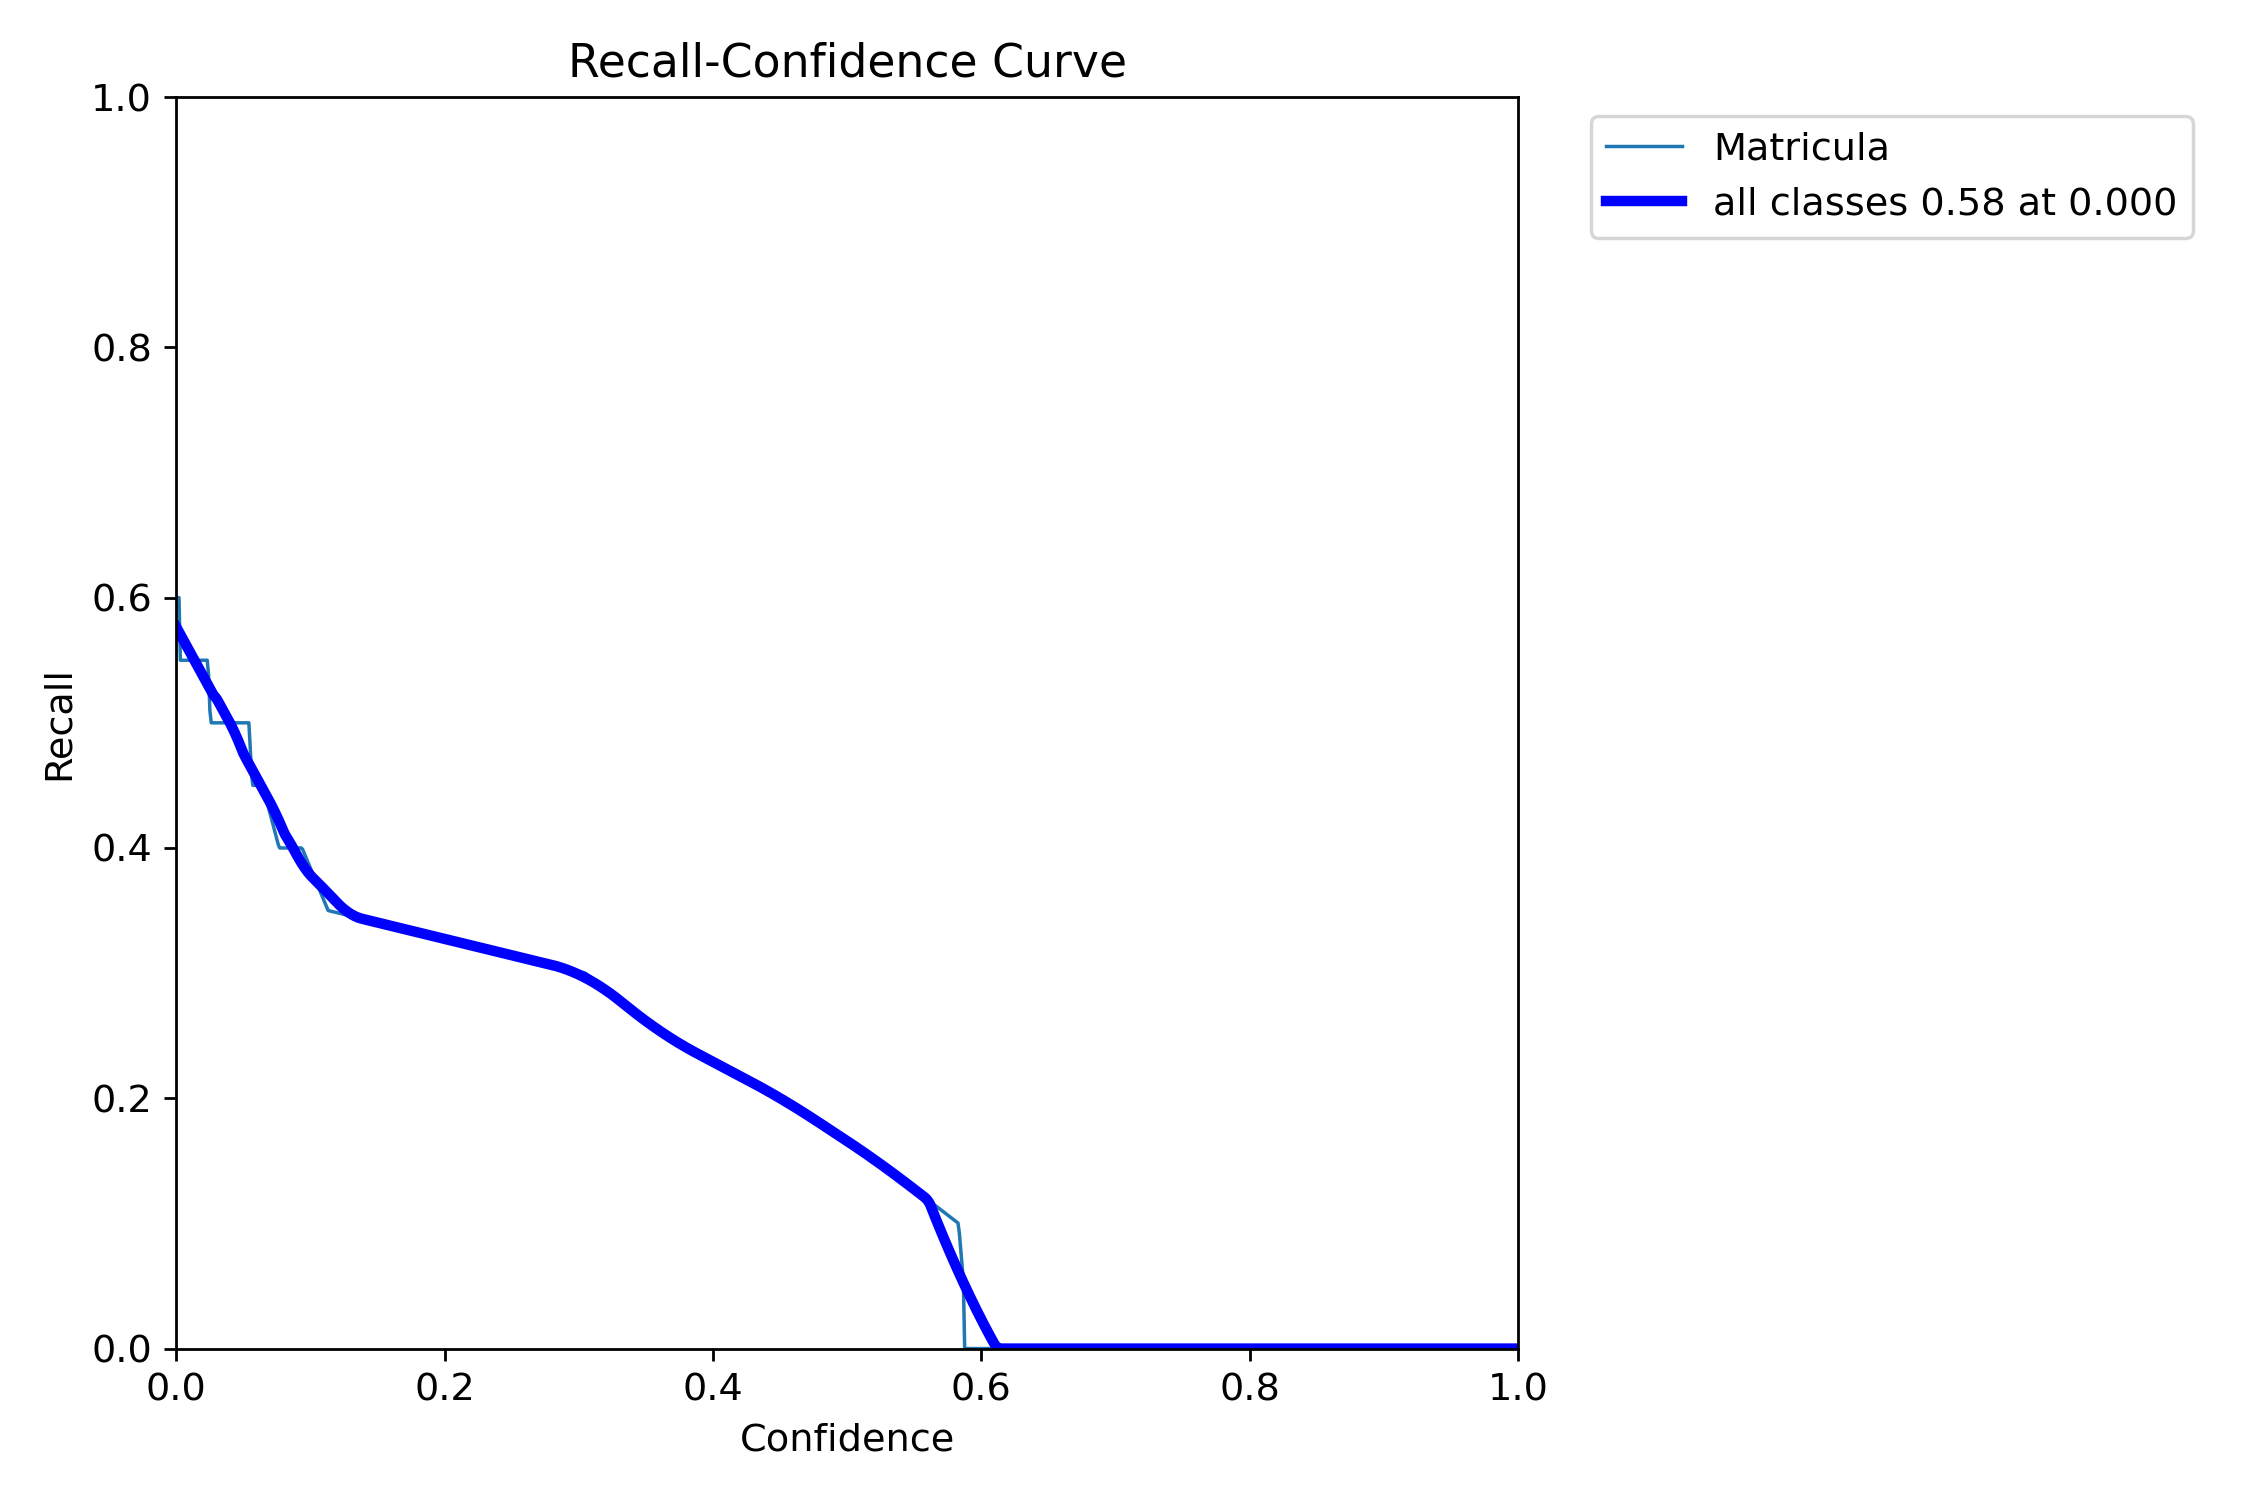 Recall-Confidence Curve
Matricula
all classes 0.58 at 0.000
1.0
0.8
0.6
0.4
0.2
0.0
Recall
0.0 0.2 0.4 0.6 0.8 1.0
Confidence